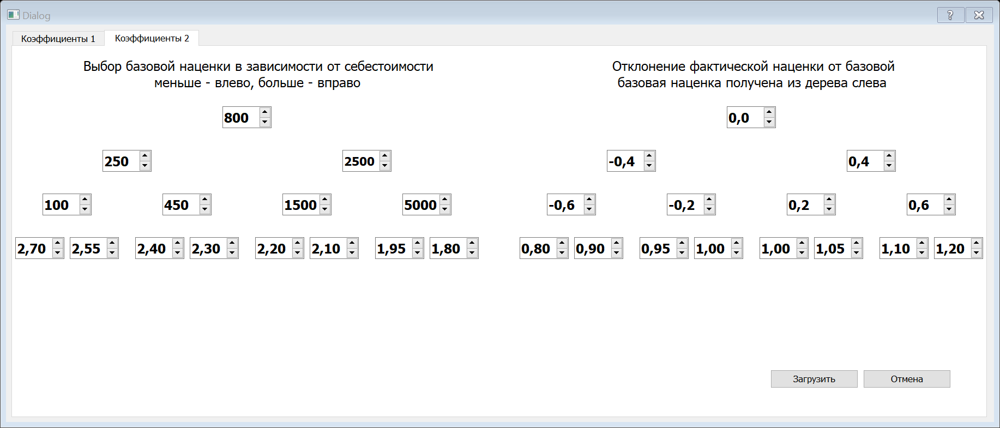 Dialog
Коэффициенты 1 Коэффициенты 2
Выбор базовой наценки в зависимости от себестоимости
меньше - влево, больше - вправо
800
250 2500
100 450 1500 5000
2,70 2,55 2,40 2,30 2,20 2,10 1,95 1,80
Отклонение фактической наценки от базовой
базовая наценка получена из дерева слева
0,0
-0,4 0,4
-0,6 -0,2 0,2 0,6
0,80 0,90 0,95 1,00 1,00 1,05 1,10 1,20
Загрузить Отмена